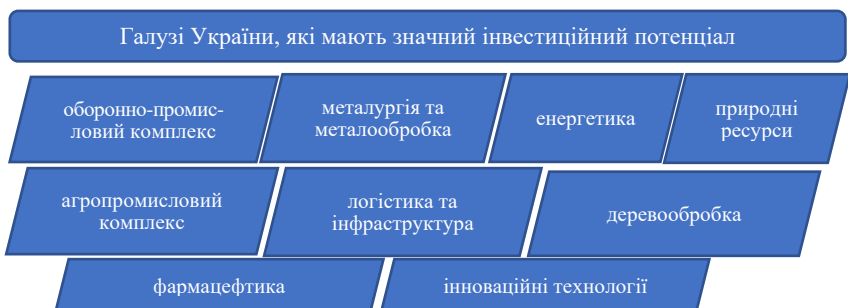 Галузі України, які мають значний інвестиційний потенціал
оборонно-промис-
ловий комплекс
металургія та
металообробка
енергетика
природні
ресурси
агропромисловий
комплекс
логістика та
інфраструктура
деревообробка
фармацефтика
інноваційні технології